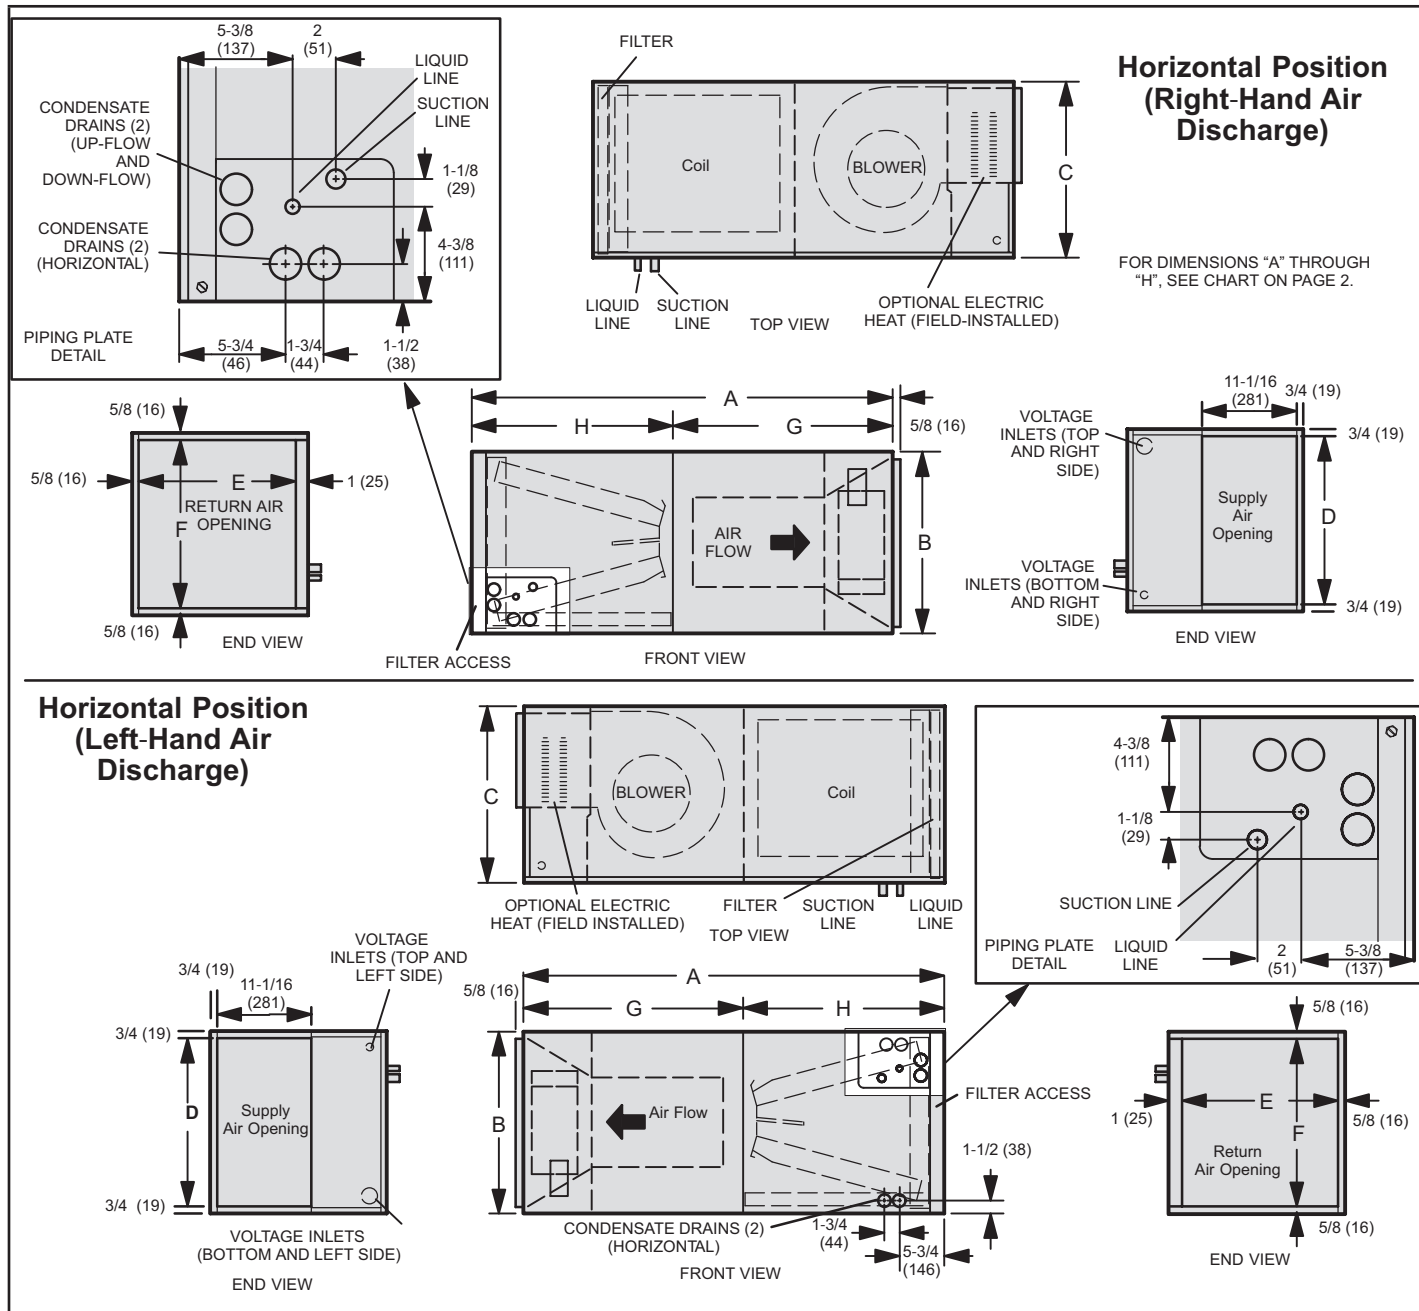 5-3/8
(137)
2
(51)
LIQUID
LINE
SUCTION
LINE
CONDENSATE
DRAINS (2)
(UP-FLOW
AND
DOWN-FLOW)
1-1/8
(29)
CONDENSATE
DRAINS (2)
(HORIZONTAL)
4-3/8
(111)
PIPING PLATE
DETAIL
5-3/4
(46)
1-3/4
(44)
1-1/2
(38)
FILTER
Coil
BLOWER
C
LIQUID
LINE
SUCTION
LINE
TOP VIEW
OPTIONAL ELECTRIC
HEAT (FIELD-INSTALLED)
Horizontal Position
(Right-Hand Air
Discharge)
FOR DIMENSIONS “A” THROUGH
“H”, SEE CHART ON PAGE 2.
5/8 (16)
5/8 (16)
E
1 (25)
RETURN AIR
OPENING
F
5/8 (16)
END VIEW
A
H
G
5/8 (16)
AIR
FLOW
B
FILTER ACCESS
FRONT VIEW
11-1/16
(281)
3/4 (19)
VOLTAGE
INLETS (TOP
AND RIGHT
SIDE)
3/4 (19)
Supply
Air
Opening
D
VOLTAGE
INLETS (BOTTOM
AND RIGHT
SIDE)
3/4 (19)
END VIEW
Horizontal Position
(Left-Hand Air
Discharge)
C
BLOWER
Coil
OPTIONAL ELECTRIC
HEAT (FIELD INSTALLED)
FILTER
SUCTION
LINE
LIQUID
LINE
TOP VIEW
4-3/8
(111)
1-1/8
(29)
SUCTION LINE
PIPING PLATE
DETAIL
LIQUID
LINE
2
(51)
5-3/8
(137)
VOLTAGE
INLETS (TOP AND
LEFT SIDE)
3/4 (19)
11-1/16
(281)
3/4 (19)
D
Supply
Air Opening
3/4 (19)
VOLTAGE INLETS
(BOTTOM AND LEFT SIDE)
END VIEW
A
5/8 (16)
G
H
B
Air Flow
FILTER ACCESS
1-1/2 (38)
CONDENSATE DRAINS (2)
(HORIZONTAL)
1-3/4
(44)
5-3/4
(146)
FRONT VIEW
5/8 (16)
1 (25)
E
5/8 (16)
F
Return
Air Opening
5/8 (16)
END VIEW